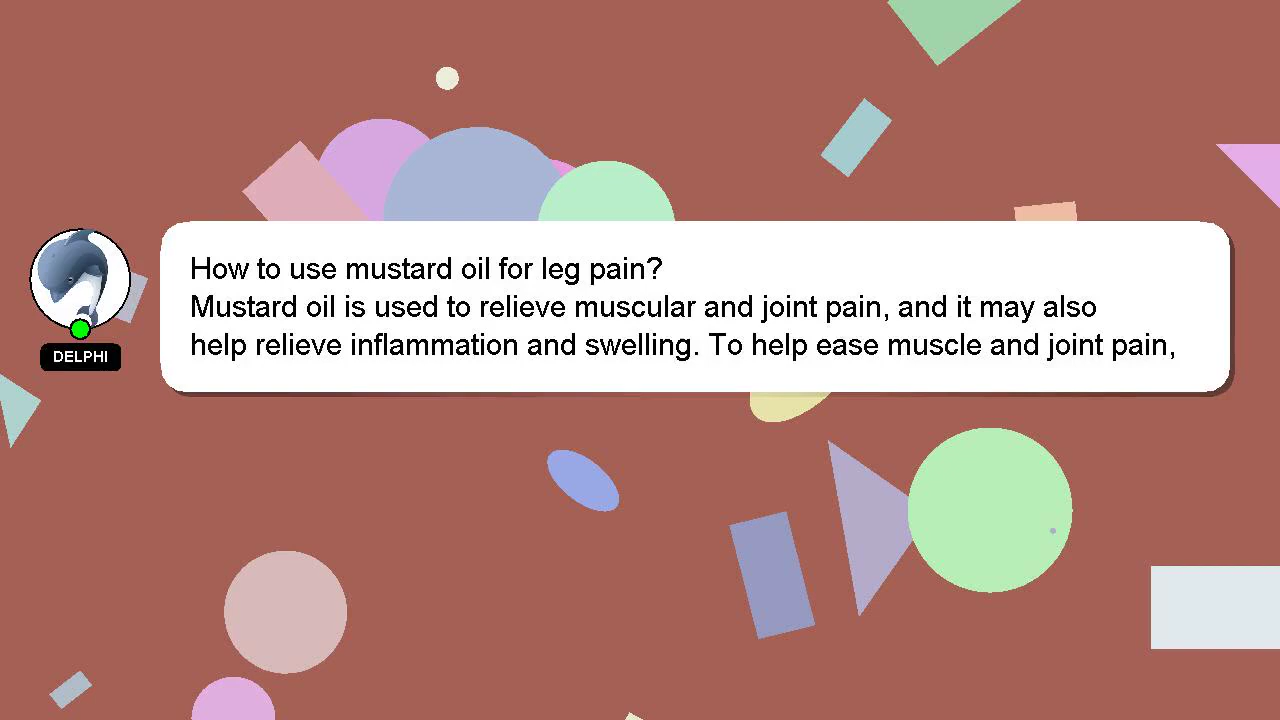 How to use mustard oil for leg pain?
Mustard oil is used to relieve muscular and joint pain, and it may also
help relieve inflammation and swelling. To help ease muscle and joint pain,
DELPHI